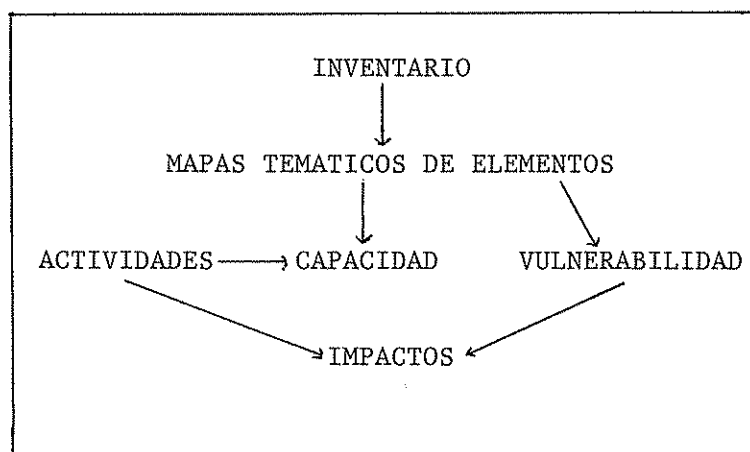 INVENTARIO
MAPAS TEMATICOS DE ELEMENTOS
ACTIVIDADES CAPACIDAD VULNERABILIDAD
IMPACTOS